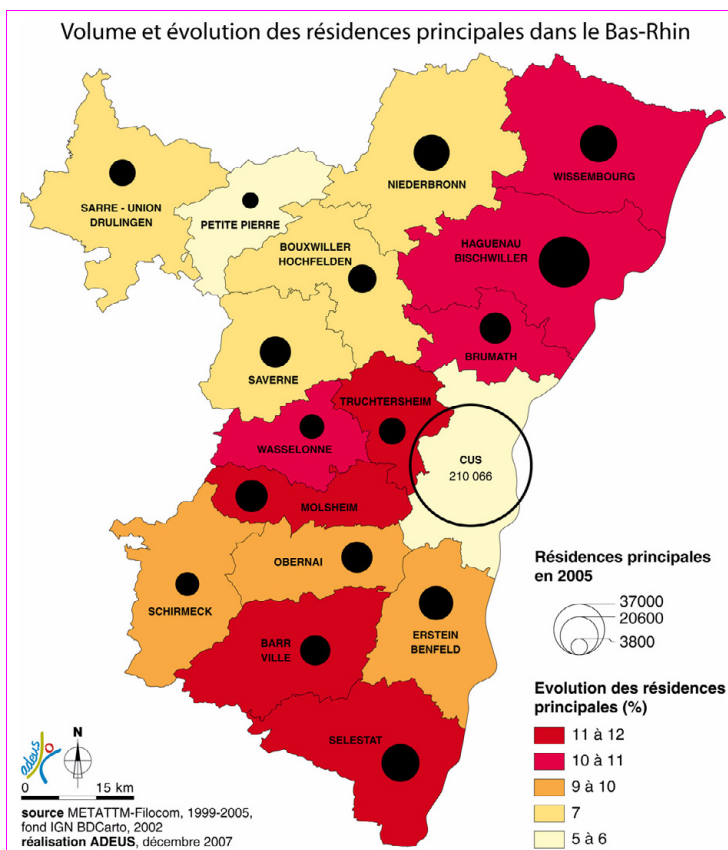 Volume et évolution des résidences principales dans le Bas-Rhin
NIEDERBRONN
WISSEMBOURG
SARRE - UNION
DRULINGEN
PETITE PIERRE
BOUXWILLER
HOCHFELDEN
HAGUENAU
BISCHWILLER
BRUMATH
SAVERNE
TRUCHTERSHEIM
WASSELONNE
CUS
210 066
MOLSHEIM
OBERNAI
SCHIRMECK
ERSTEIN
BENFELD
BARR
VILLE
SELESTAT
Résidences principales
en 2005
37000
20600
3800
Evolution des résidences
principales (%)
11 à 12
10 à 11
9 à 10
7
5 à 6
adeus
N
0 15 km
source METATTM-Filocom, 1999-2005,
fond IGN BDCarto, 2002
réalisation ADEUS, décembre 2007